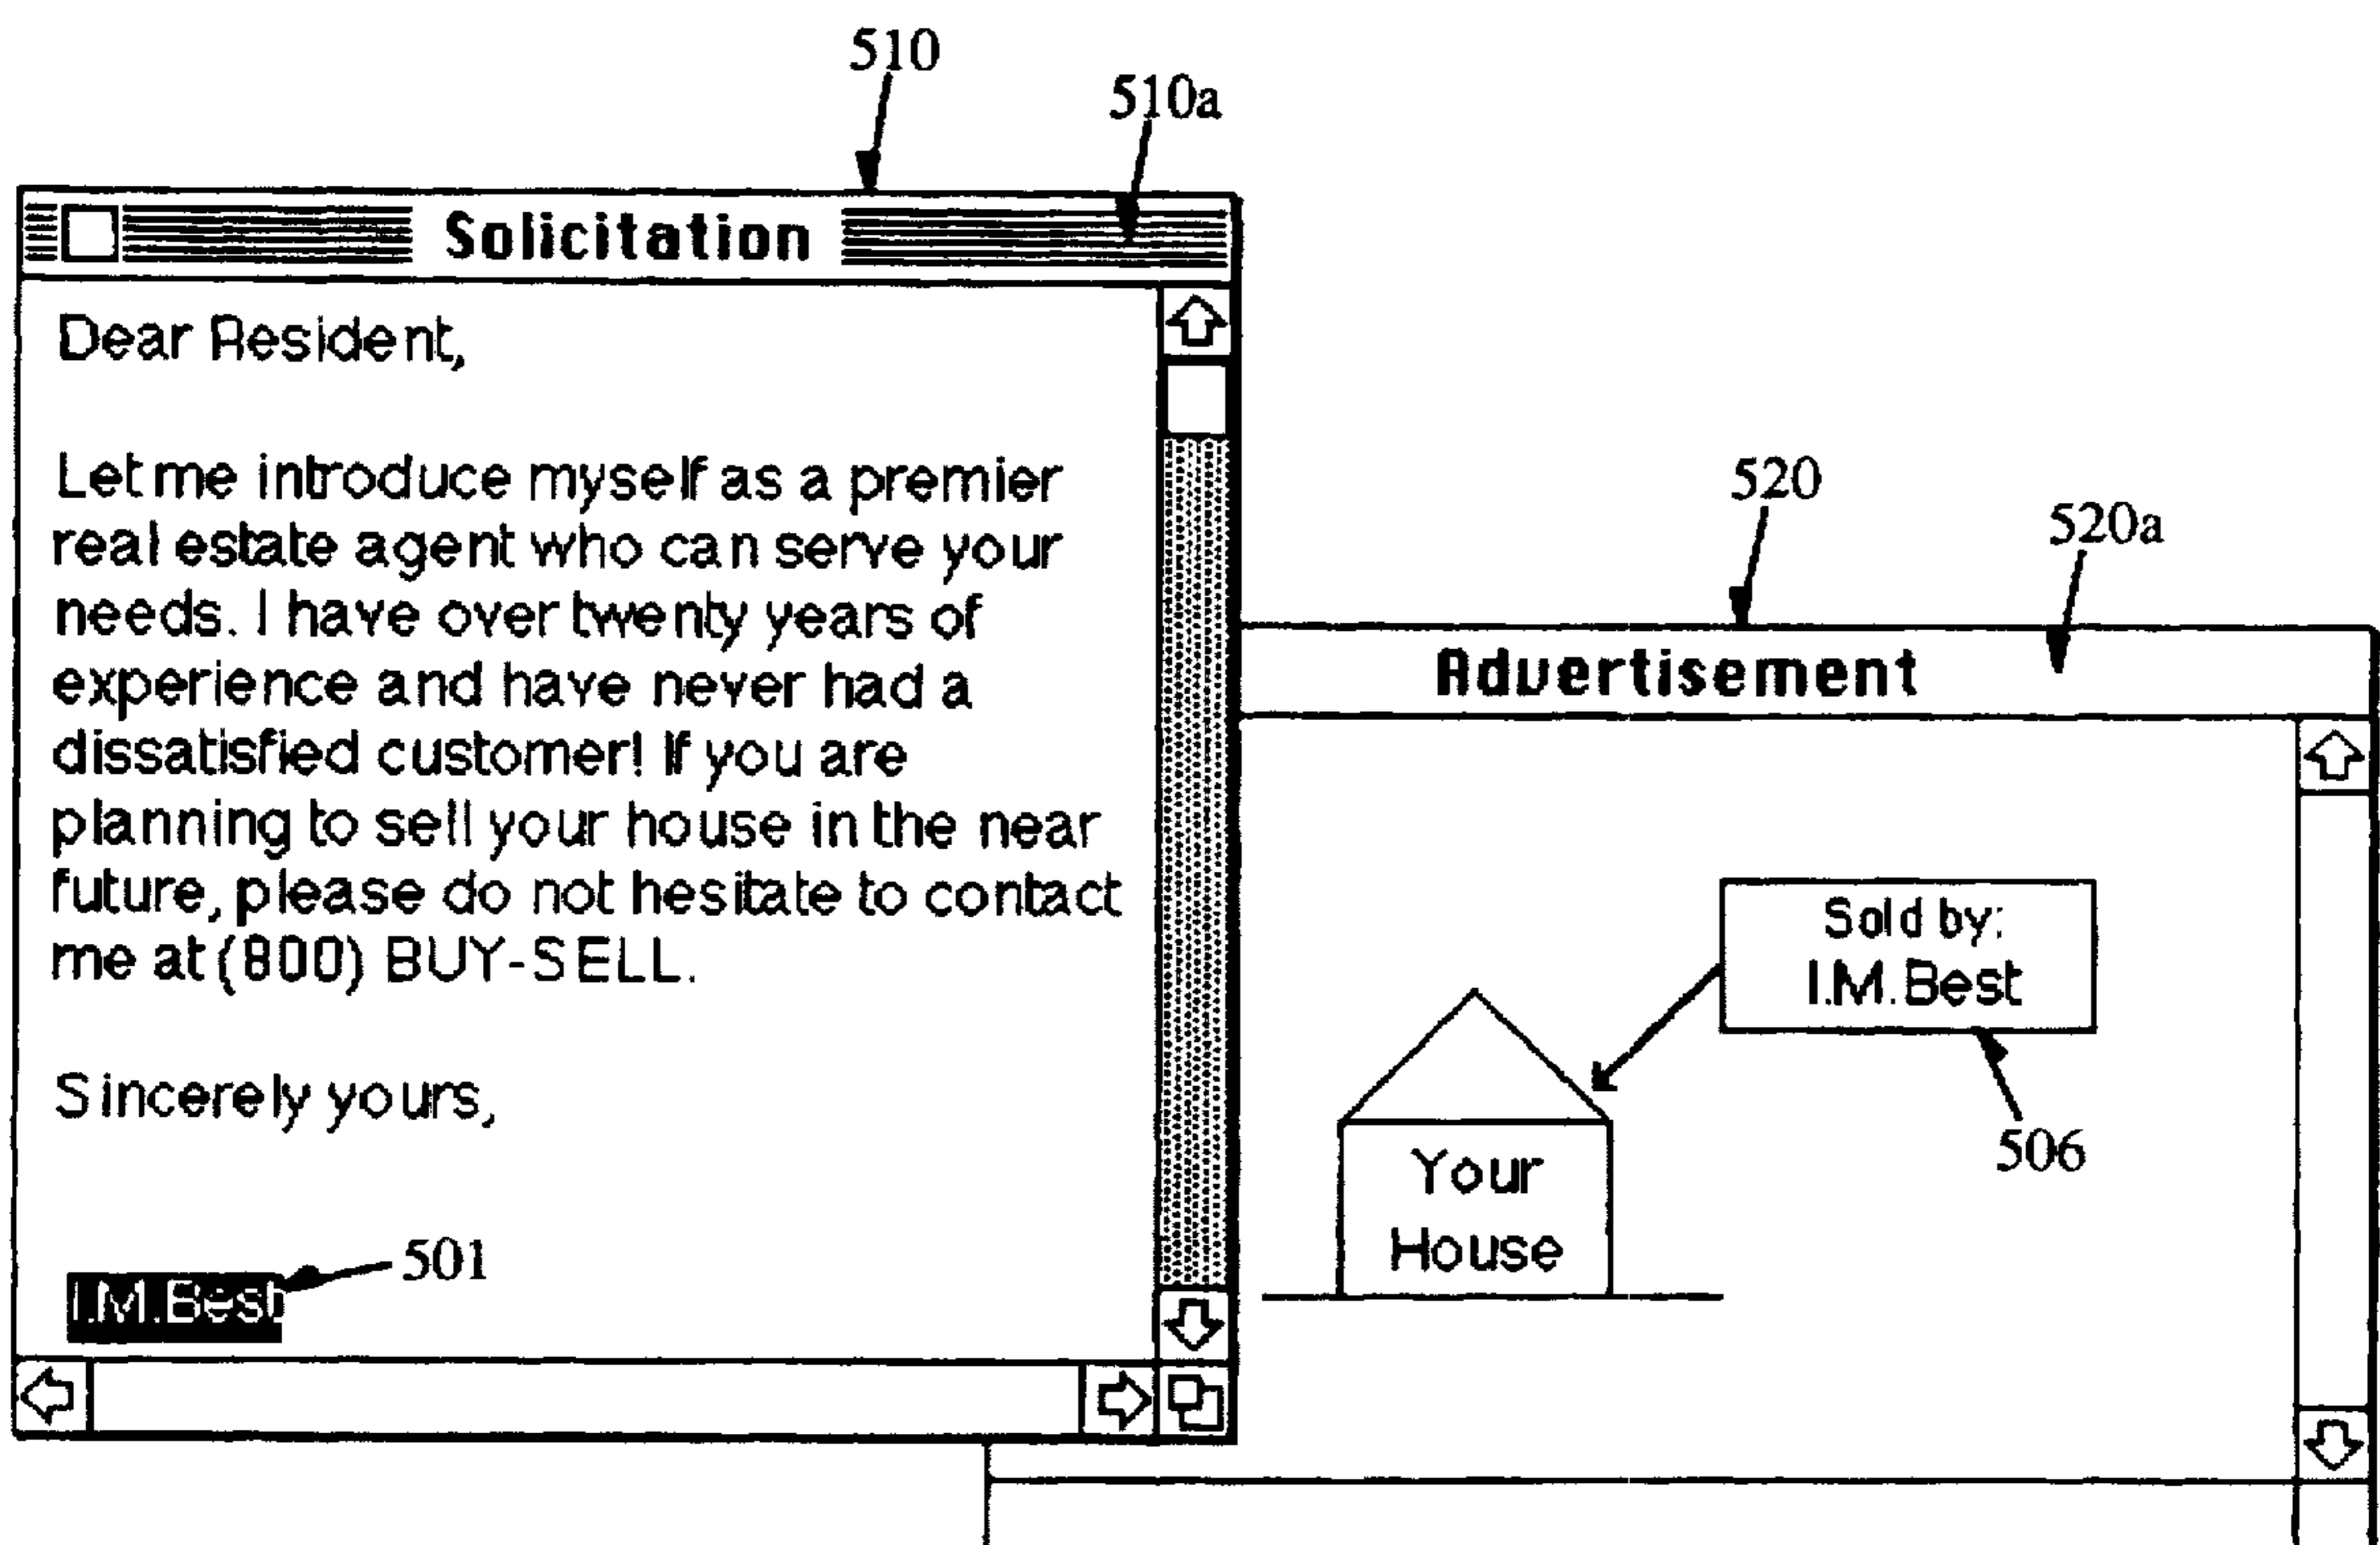 510
510a
Solicitation
Dear Resident,
Let me introduce myself as a premier
real estate agent who can serve your
needs. I have over twenty years of
experience and have never had a
dissatisfied customer! If you are
planning to sell your house in the near
future, please do not hesitate to contact
me at (800) BUY-SELL.
Sincerely yours,
I.M.Best
501
520
520a
Advertisement
Sold by:
I.M.Best
506
Your
House